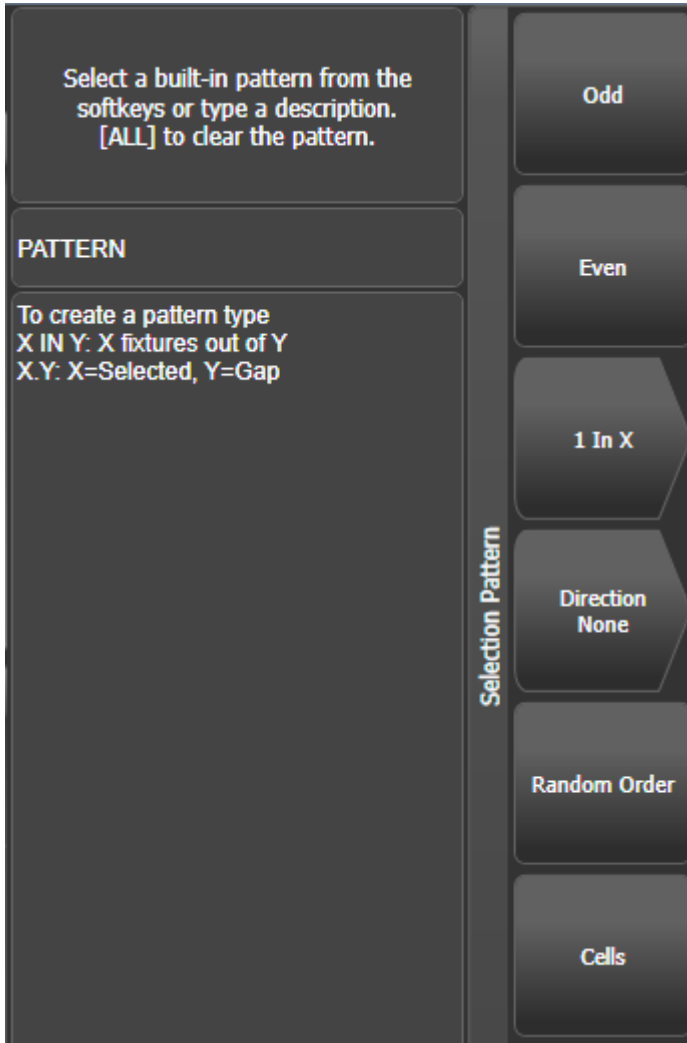 Select a built-in pattern from the
softkeys or type a description.
[ALL] to clear the pattern.
PATTERN
To create a pattern type
X IN Y: X fixtures out of Y
X.Y: X=Selected, Y=Gap
Selection Pattern
Odd
Even
1 In X
Direction
None
Random Order
Cells